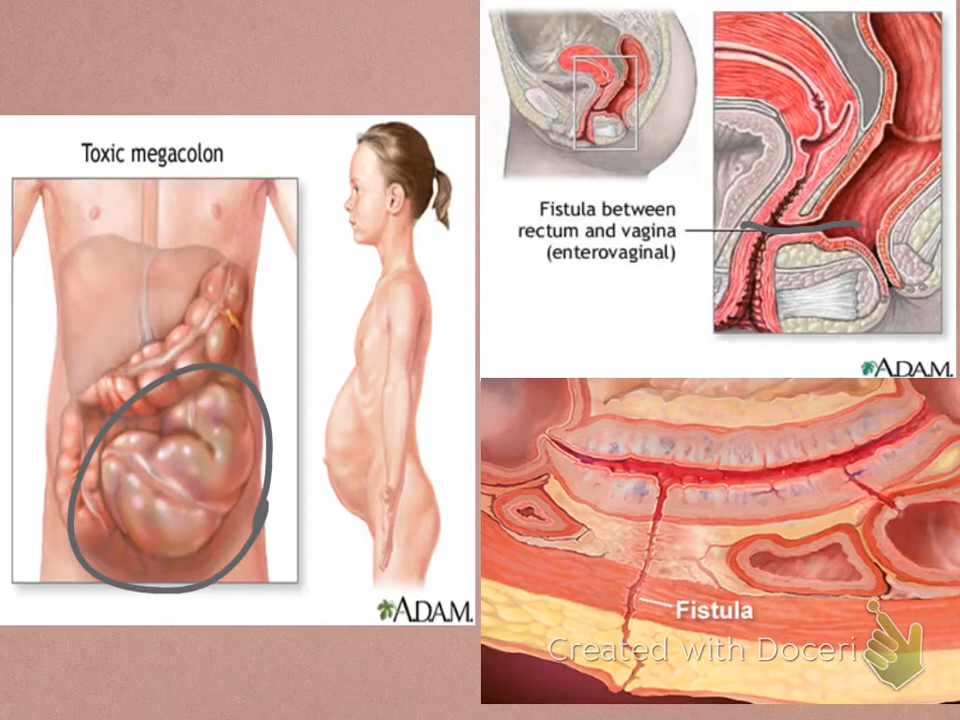 Toxic megacolon
ADAM.
Fistula between
rectum and vagina
(enterovaginal)
ADAM.
Fistula
Created with Doceri